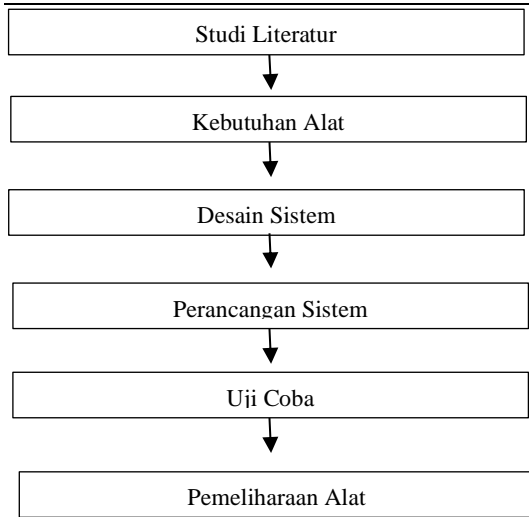 Studi Literatur
Kebutuhan Alat
Desain Sistem
Perancangan Sistem
Uji Coba
Pemeliharaan Alat